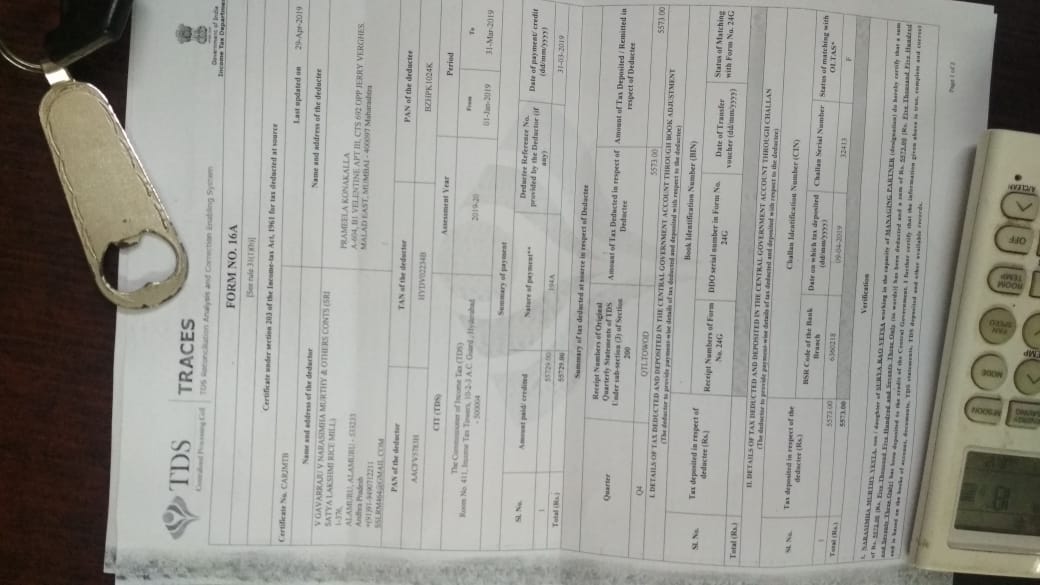 TDS
Centralized Processing Cell
TRACES
TDS Reconciliation Analysis and Correction Enabling System
Government of India
Income Tax Department
FORM NO. 16A
[See rule 31(1)(b)]
Certificate under section 203 of the Income-tax Act, 1961 for tax deducted at source
Certificate No. CARJMTB
Last updated on 29-Apr-2019
Name and address of the deductor
Name and address of the deductee
V GAVARRAJU V NARASIMHA MURTHY & OTHERS CONTS (SRI
SATYA LAKSHMI RICE MILL)
1-376,
ALAMURU, ALAMURU - 533233
Andhra Pradesh
+(91)91-8490712211
SSLRM464@GMAIL.COM
PRAMEELA KONAKALLA
A-604, B1 VELENTINE APT III, CTS 692 OPP JERRY VERGHES,
MALAD EAST, MUMBAI - 400097 Maharashtra
PAN of the deductor
TAN of the deductor
PAN of the deductee
AACFV5783H
HYDV02234B
BZHPK1024K
CIT (TDS)
Assessment Year
Period
The Commissioner of Income Tax (TDS)
Room No. 411, Income Tax Towers, 10-2-3 A.C. Guard , Hyderabad
- 500004
2019-20
From
To
01-Jan-2019
31-Mar-2019
Summary of payment
Sl. No.
Amount paid/ credited
Nature of payment**
Deductee Reference No.
provided by the Deductor (if
any)
Date of payment/ credit
(dd/mm/yyyy)
1
55729.00
194A
31-03-2019
Total (Rs.)
55729.00
Summary of tax deducted at source in respect of Deductee
Quarter
Receipt Numbers of Original
Quarterly Statements of TDS
Under sub-section (3) of Section
200
Amount of Tax Deducted in respect of
Deductee
Amount of Tax Deposited / Remitted in
respect of Deductee
Q4
QTLTOWOD
5573.00
5573.00
I. DETAILS OF TAX DEDUCTED AND DEPOSITED IN THE CENTRAL GOVERNMENT ACCOUNT THROUGH BOOK ADJUSTMENT
(The deductor to provide payment-wise details of tax deducted and deposited with respect to the deductee)
Sl. No.
Tax deposited in respect of
deductee (Rs.)
Book Identification Number (BIN)
Receipt Numbers of Form
No. 24G
DDO serial number in Form No.
24G
Date of Transfer
voucher (dd/mm/yyyy)
Status of Matching
with Form No. 24G
Total (Rs.)
II. DETAILS OF TAX DEDUCTED AND DEPOSITED IN THE CENTRAL GOVERNMENT ACCOUNT THROUGH CHALLAN
(The deductor to provide payment-wise details of tax deducted and deposited with respect to the deductee)
Sl. No.
Tax deposited in respect of the
deductee (Rs.)
Challan Identification Number (CIN)
BSR Code of the Bank
Branch
Date on which tax deposited
(dd/mm/yyyy)
Challan Serial Number
Status of matching with
OLTAS*
1
5573.00
6360218
09-04-2019
32413
F
Total (Rs.)
5573.00
Verification
I, NARASIMHA MURTHY VETSA, son / daughter of SURYA RAO VETSA working in the capacity of MANAGING PARTNER (designation) do hereby certify that a sum
of Rs. 5573.00 [Rs. Five Thousand Five Hundred and Seventy Three Only (in words)] has been deducted and a sum of Rs. 5573.00 [Rs. Five Thousand Five Hundred
and Seventy Three Only] has been deposited to the credit of the Central Government. I further certify that the information given above is true, complete and correct
and is based on the books of account, documents, TDS statements, TDS deposited and other available records.
Page 1 of 2
MODE
FAN
SPEED
ROOM
TEMP
OFF
A/CLEAN